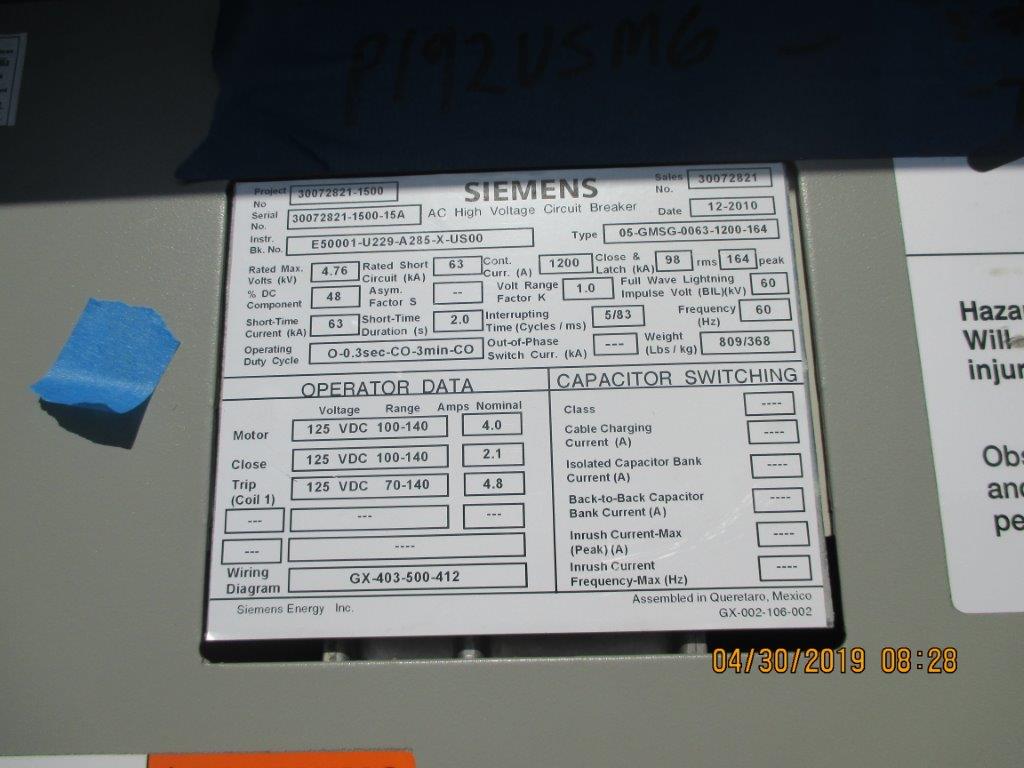 P192USMG -
Project No 30072821-1500
SIEMENS
Sales No. 30072821
Serial No. 30072821-1500-15A
AC High Voltage Circuit Breaker
Date 12-2010
Instr. Bk. No. E50001-U229-A285-X-US00
Type 05-GMSG-0063-1200-164
Rated Max. Volts (kV) 4.76
Rated Short Circuit (kA) 63
Cont. Curr. (A) 1200
Close & Latch (kA) 98 rms 164 peak
% DC Component 48
Asym. Factor S --
Volt Range Factor K 1.0
Full Wave Lightning Impulse Volt (BIL)(kV) 60
Short-Time Current (kA) 63
Short-Time Duration (s) 2.0
Interrupting Time (Cycles / ms) 5/83
Frequency (Hz) 60
Operating Duty Cycle O-0.3sec-CO-3min-CO
Out-of-Phase Switch Curr. (kA) ---
Weight (Lbs / kg) 809/368
OPERATOR DATA
Voltage Range Amps Nominal
Motor 125 VDC 100-140 4.0
Close 125 VDC 100-140 2.1
Trip (Coil 1) 125 VDC 70-140 4.8
--- --- ---
--- ----
Wiring Diagram GX-403-500-412
Siemens Energy Inc.
CAPACITOR SWITCHING
Class ----
Cable Charging Current (A) ----
Isolated Capacitor Bank Current (A) ----
Back-to-Back Capacitor Bank Current (A) ----
Inrush Current-Max (Peak) (A) ----
Inrush Current Frequency-Max (Hz) ----
Assembled in Queretaro, Mexico
GX-002-106-002
Will
04/30/2019 08:28